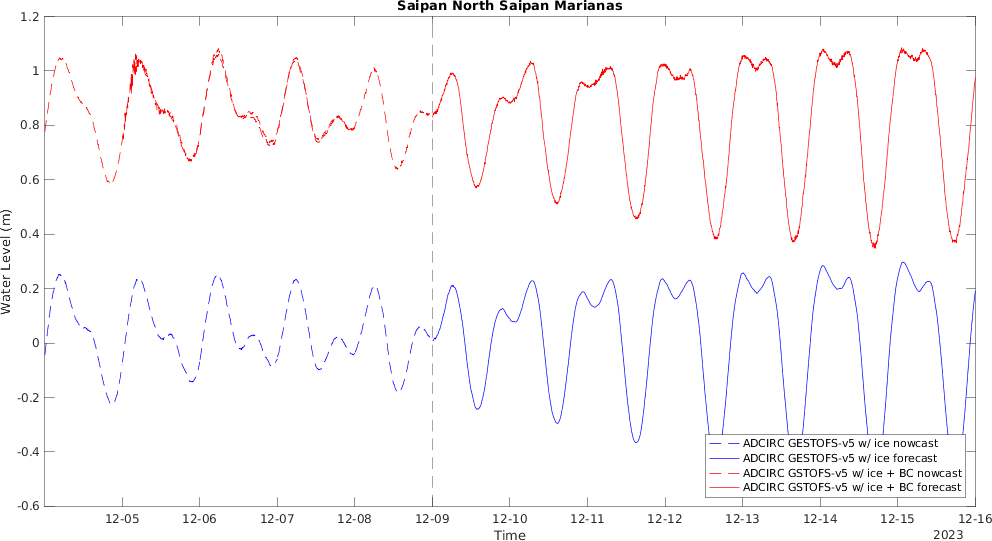 Saipan North Saipan Marianas
1.2
1
0.8
0.6
0.4
0.2
0
-0.2
-0.4
-0.6
Water Level (m)
ADCIRC GESTOFS-v5 w/ ice nowcast
ADCIRC GESTOFS-v5 w/ ice forecast
ADCIRC GSTOFS-v5 w/ ice + BC nowcast
ADCIRC GSTOFS-v5 w/ ice + BC forecast
12-05 12-06 12-07 12-08 12-09 12-10 12-11 12-12 12-13 12-14 12-15 12-16
Time
2023